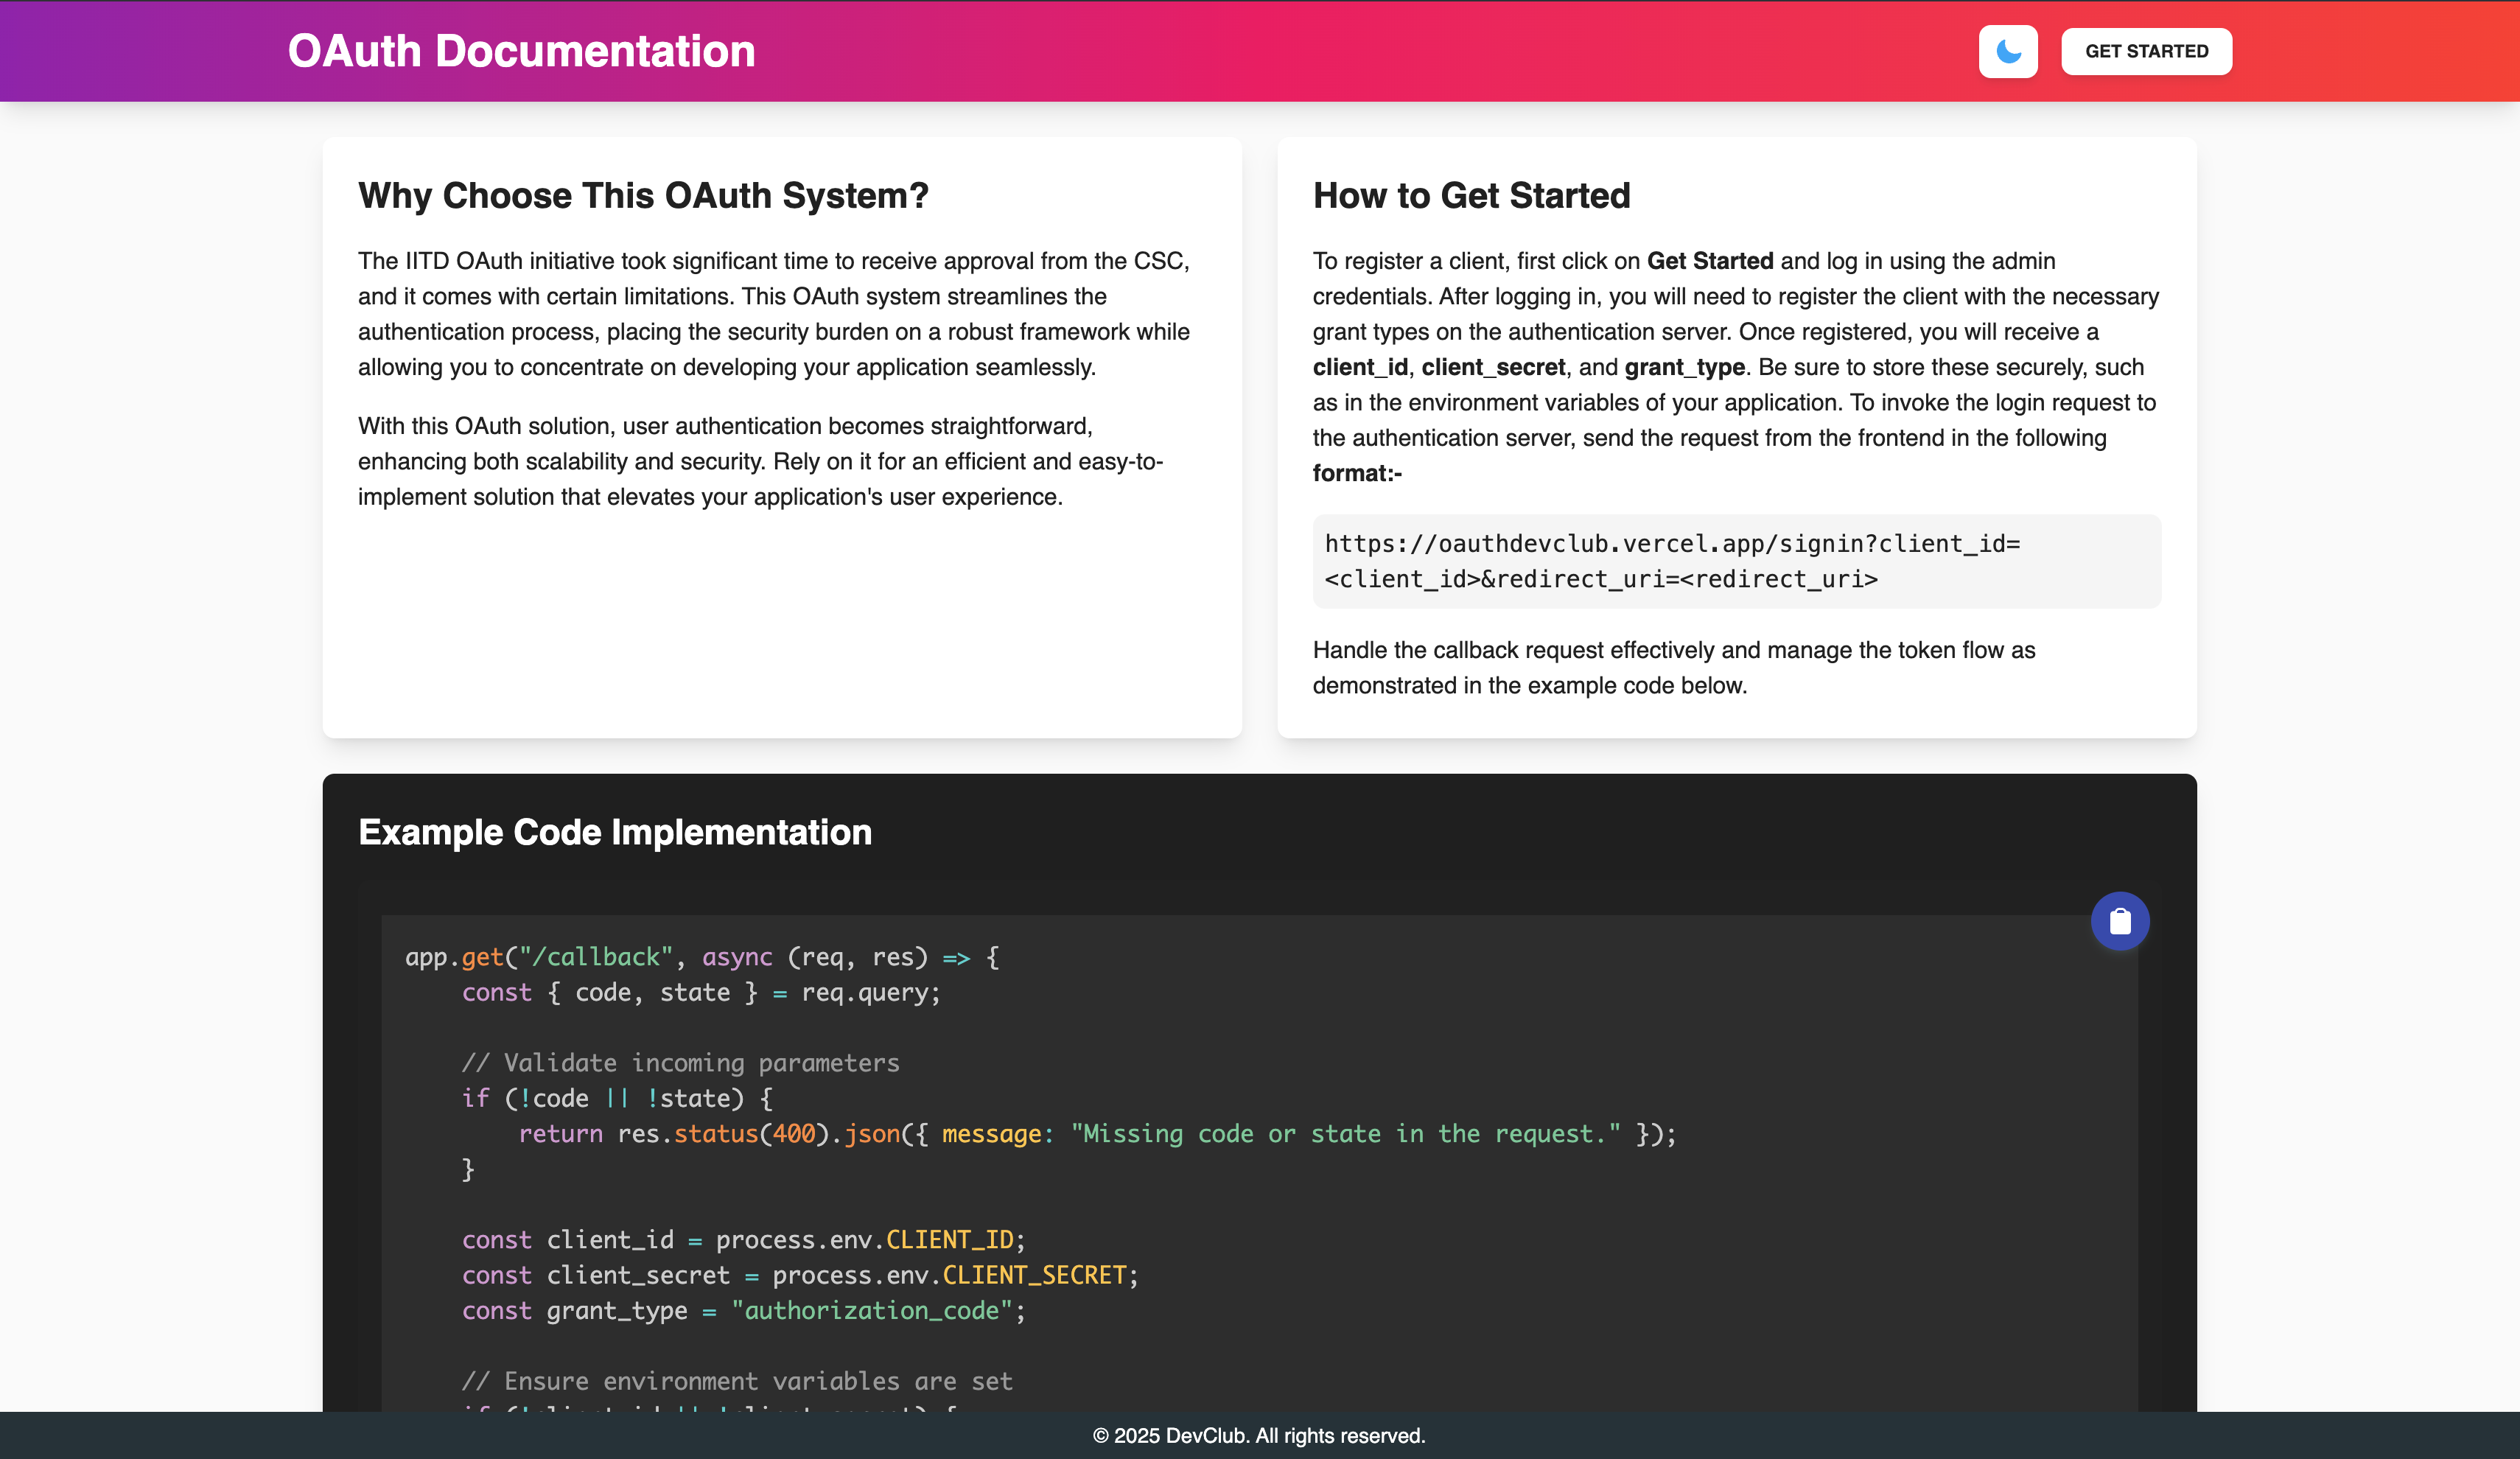 OAuth Documentation
GET STARTED
Why Choose This OAuth System?
The IITD OAuth initiative took significant time to receive approval from the CSC,
and it comes with certain limitations. This OAuth system streamlines the
authentication process, placing the security burden on a robust framework while
allowing you to concentrate on developing your application seamlessly.
With this OAuth solution, user authentication becomes straightforward,
enhancing both scalability and security. Rely on it for an efficient and easy-to-
implement solution that elevates your application's user experience.
How to Get Started
To register a client, first click on Get Started and log in using the admin
credentials. After logging in, you will need to register the client with the necessary
grant types on the authentication server. Once registered, you will receive a
client_id, client_secret, and grant_type. Be sure to store these securely, such
as in the environment variables of your application. To invoke the login request to
the authentication server, send the request from the frontend in the following
format:-
https://oauthdevclub.vercel.app/signin?client_id=
<client_id>&redirect_uri=<redirect_uri>
Handle the callback request effectively and manage the token flow as
demonstrated in the example code below.
Example Code Implementation
app.get("/callback", async (req, res) => {
    const { code, state } = req.query;
    // Validate incoming parameters
    if (!code || !state) {
        return res.status(400).json({ message: "Missing code or state in the request." });
    }
    const client_id = process.env.CLIENT_ID;
    const client_secret = process.env.CLIENT_SECRET;
    const grant_type = "authorization_code";
    // Ensure environment variables are set
    if (!client_id || !client_secret) {
© 2025 DevClub. All rights reserved.